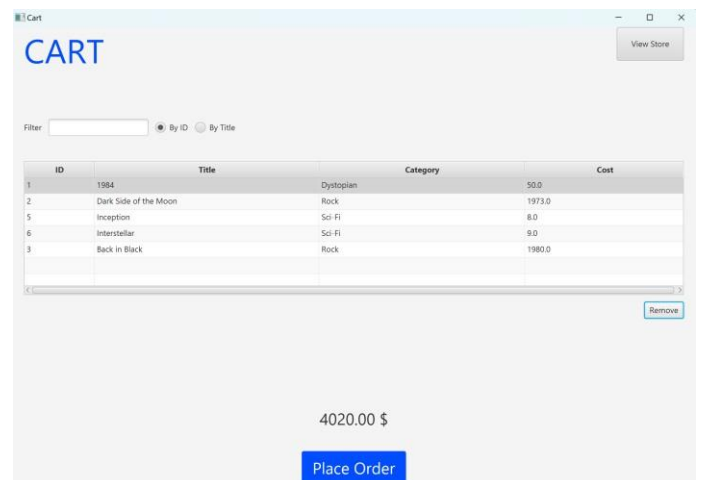 Cart
CART
View Store
Filter By ID By Title
ID Title Category Cost
1 1984 Dystopian 50.0
2 Dark Side of the Moon Rock 1973.0
5 Inception Sci-Fi 8.0
6 Interstellar Sci-Fi 9.0
3 Back in Black Rock 1980.0
Remove
4020.00 $
Place Order